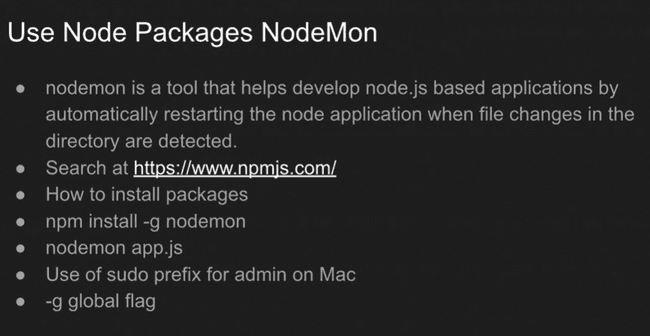 Use Node Packages NodeMon
● nodemon is a tool that helps develop node.js based applications by
automatically restarting the node application when file changes in the
directory are detected.
● Search at https://www.npmjs.com/
● How to install packages
● npm install -g nodemon
● nodemon app.js
● Use of sudo prefix for admin on Mac
● -g global flag